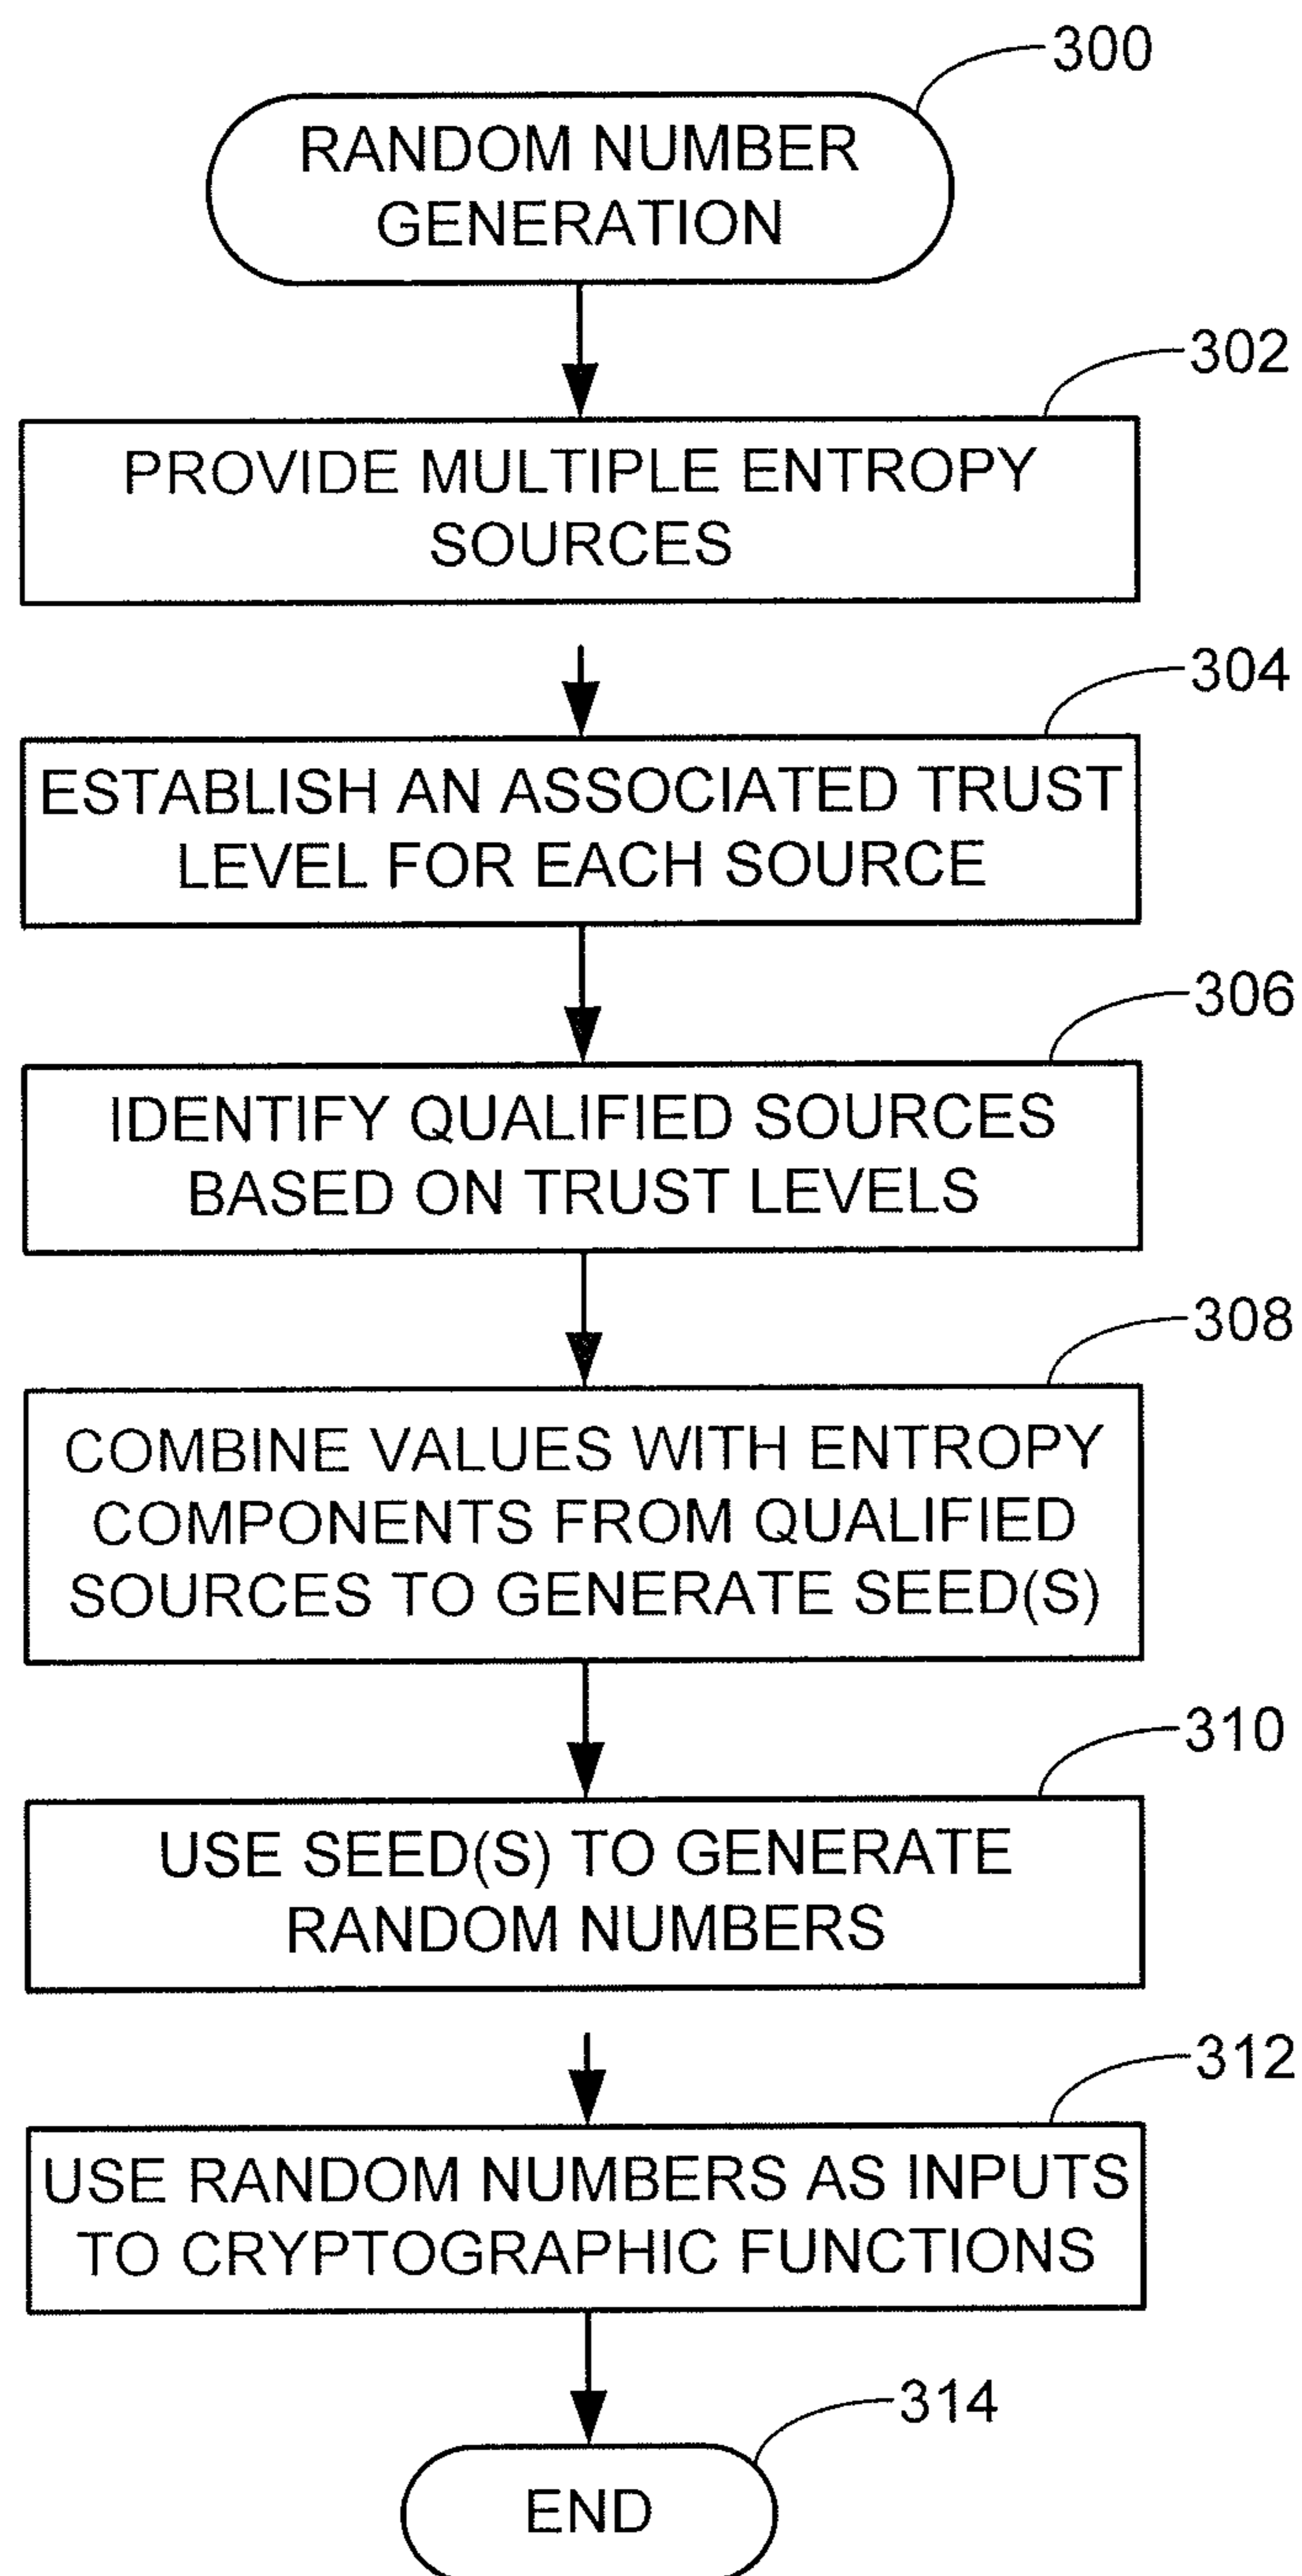 300
RANDOM NUMBER
GENERATION
302
PROVIDE MULTIPLE ENTROPY
SOURCES
304
ESTABLISH AN ASSOCIATED TRUST
LEVEL FOR EACH SOURCE
306
IDENTIFY QUALIFIED SOURCES
BASED ON TRUST LEVELS
308
COMBINE VALUES WITH ENTROPY
COMPONENTS FROM QUALIFIED
SOURCES TO GENERATE SEED(S)
310
USE SEED(S) TO GENERATE
RANDOM NUMBERS
312
USE RANDOM NUMBERS AS INPUTS
TO CRYPTOGRAPHIC FUNCTIONS
314
END